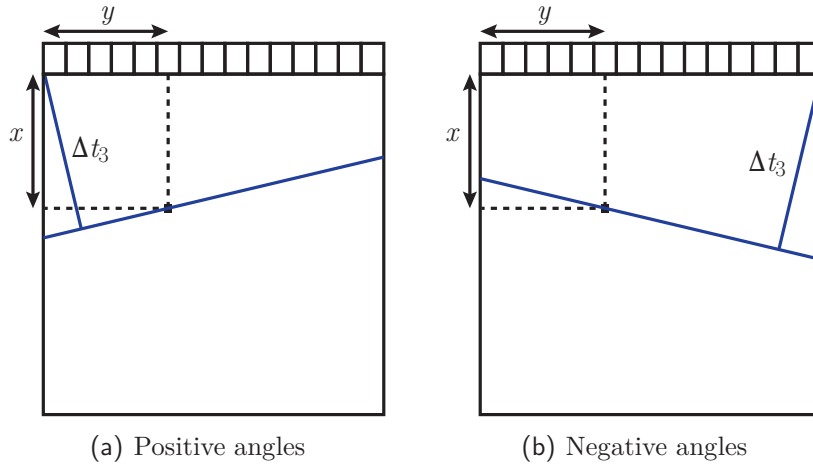 y
x
Δt₃
(a) Positive angles
y
x
Δt₃
(b) Negative angles